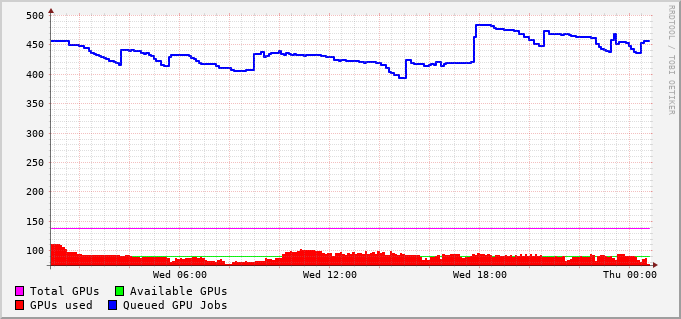 500
450
400
350
300
250
200
150
100
Wed 06:00 Wed 12:00 Wed 18:00 Thu 00:00
Total GPUs Available GPUs
GPUs used Queued GPU Jobs
RRDTOOL / TOBI OETIKER